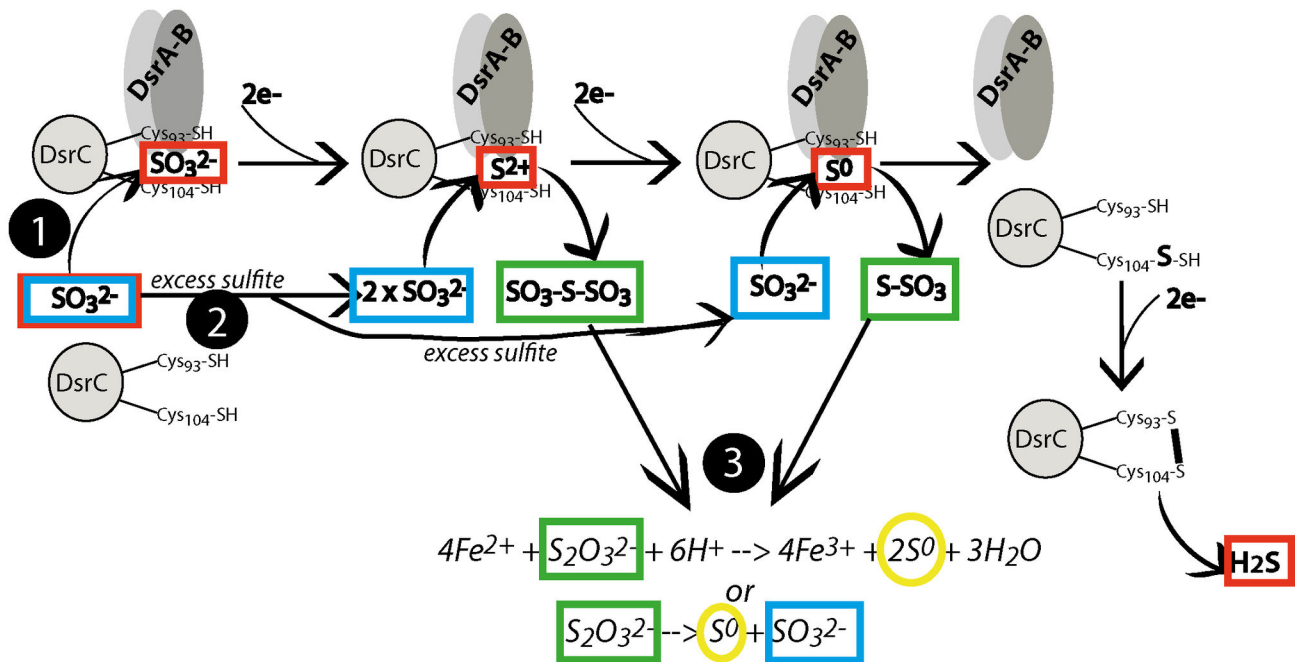 DsrA-B
DsrA-B
DsrA-B
DsrA-B
2e-
2e-
DsrC
Cys93-SH
SO3²⁻
Cys104-SH
DsrC
Cys93-SH
S²⁺
Cys104-SH
DsrC
Cys93-SH
S⁰
Cys104-SH
1
DsrC
Cys93-SH
Cys104-S-SH
SO3²⁻
excess sulfite
2
2 x SO3²⁻
SO3-S-SO3
SO3²⁻
S-SO3
2e-
excess sulfite
DsrC
Cys93-SH
Cys104-SH
DsrC
Cys93-S
Cys104-S
3
4Fe²⁺ + S2O3²⁻ + 6H⁺ --> 4Fe³⁺ + 2S⁰ + 3H2O
or
S2O3²⁻ --> S⁰ + SO3²⁻
H2S